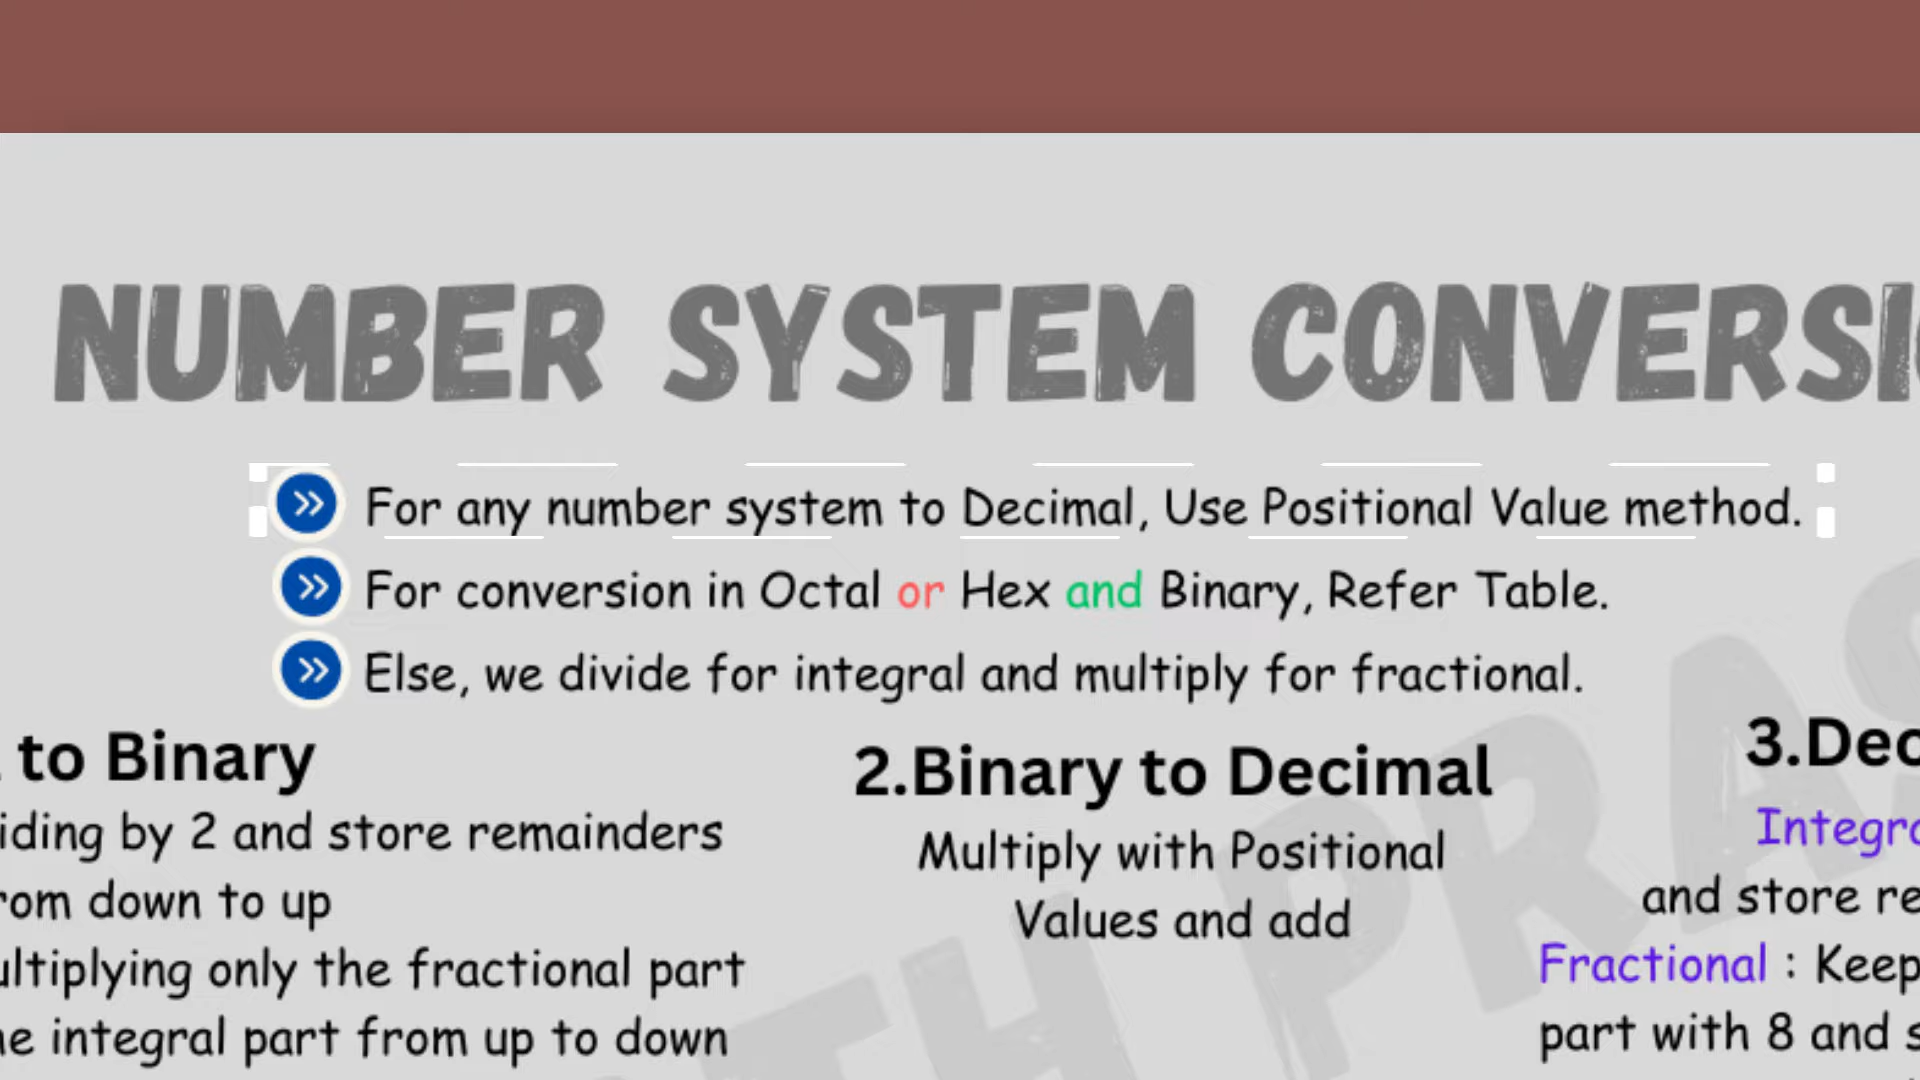 NUMBER SYSTEM CONVERSI
For any number system to Decimal, Use Positional Value method.
For conversion in Octal or Hex and Binary, Refer Table.
Else, we divide for integral and multiply for fractional.
to Binary
iding by 2 and store remainders
rom down to up
ultiplying only the fractional part
he integral part from up to down
2.Binary to Decimal
Multiply with Positional
Values and add
3.Dec
Integra
and store re
Fractional : Keep
part with 8 and s
TH PRAS